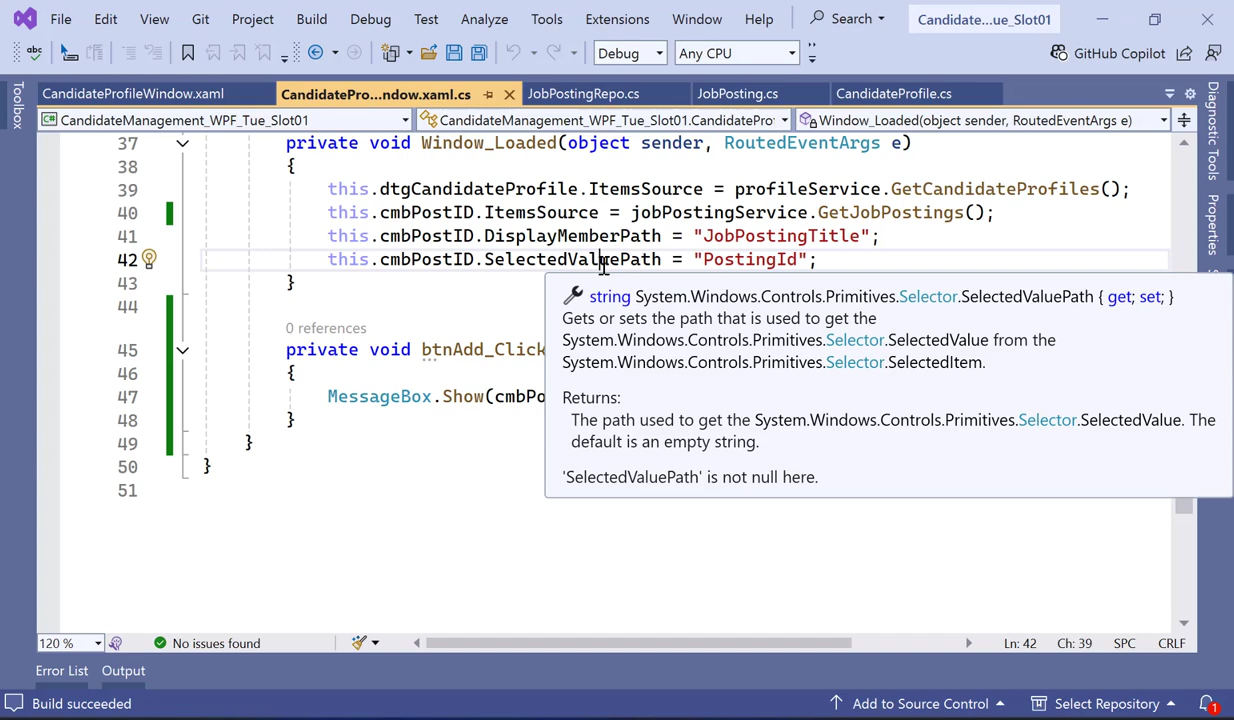 File Edit View Git Project Build Debug Test Analyze Tools Extensions Window Help Search Candidate...ue_Slot01
abc Debug Any CPU GitHub Copilot
CandidateProfileWindow.xaml CandidatePro...ndow.xaml.cs JobPostingRepo.cs JobPosting.cs CandidateProfile.cs
CandidateManagement_WPF_Tue_Slot01 CandidateManagement_WPF_Tue_Slot01.CandidateProf Window_Loaded(object sender, RoutedEventArgs e)
Toolbox
Diagnostic Tools
Properties
37 private void Window_Loaded(object sender, RoutedEventArgs e)
38 {
39 this.dtgCandidateProfile.ItemsSource = profileService.GetCandidateProfiles();
40 this.cmbPostID.ItemsSource = jobPostingService.GetJobPostings();
41 this.cmbPostID.DisplayMemberPath = "JobPostingTitle";
42 this.cmbPostID.SelectedValuePath = "PostingId";
43 }
string System.Windows.Controls.Primitives.Selector.SelectedValuePath { get; set; }
Gets or sets the path that is used to get the
System.Windows.Controls.Primitives.Selector.SelectedValue from the
System.Windows.Controls.Primitives.Selector.SelectedItem.
Returns:
The path used to get the System.Windows.Controls.Primitives.Selector.SelectedValue. The
default is an empty string.
'SelectedValuePath' is not null here.
44
0 references
45 private void btnAdd_Click
46 {
47 MessageBox.Show(cmbPo
48 }
49 }
50 }
51
120 % No issues found Ln: 42 Ch: 39 SPC CRLF
Error List Output
Build succeeded Add to Source Control Select Repository 1